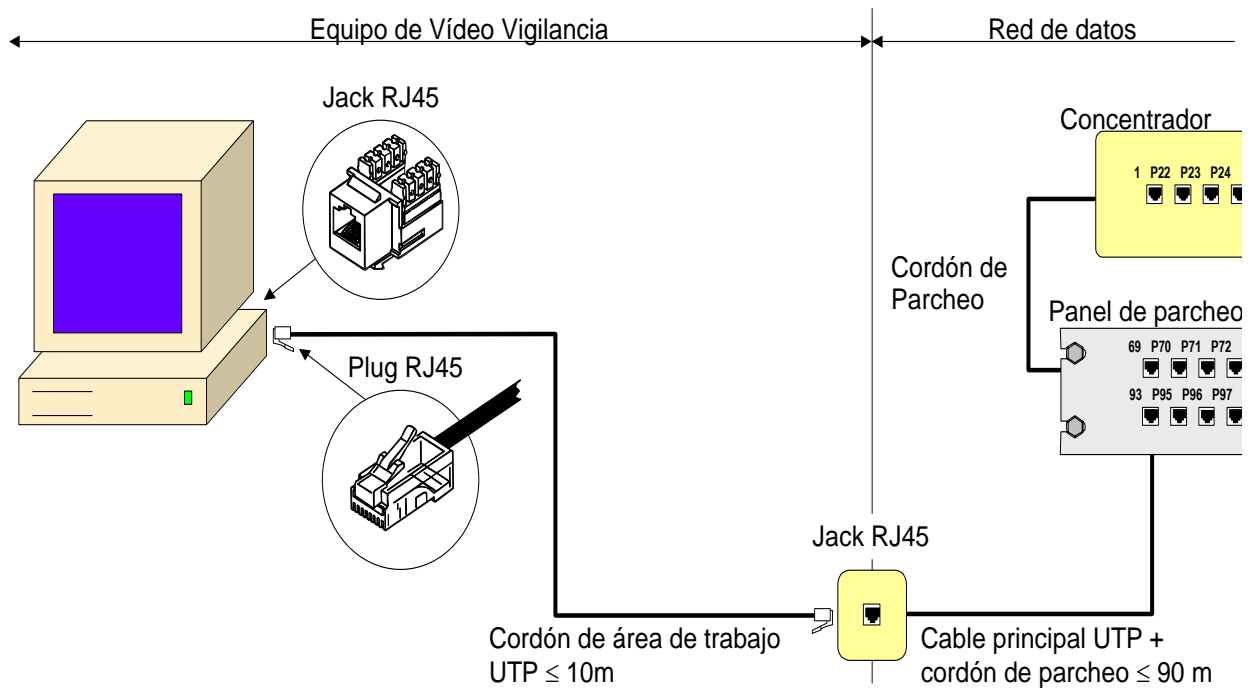 Equipo de Vídeo Vigilancia
Red de datos
Jack RJ45
Concentrador
1 P22 P23 P24
Cordón de
Parcheo
Panel de parcheo
69 P70 P71 P72
93 P95 P96 P97
Plug RJ45
Jack RJ45
Cordón de área de trabajo
UTP ≤ 10m
Cable principal UTP +
cordón de parcheo ≤ 90 m